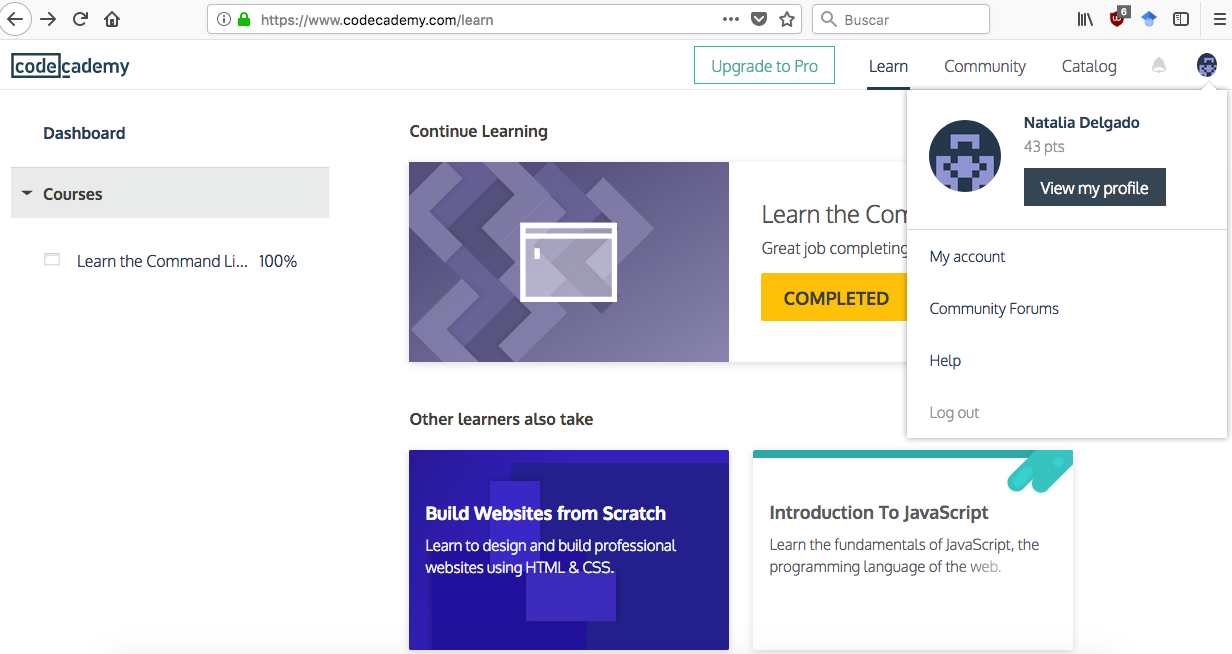 https://www.codecademy.com/learn
Buscar
6
codecademy
Upgrade to Pro
Learn
Community
Catalog
Natalia Delgado
43 pts
View my profile
My account
Community Forums
Help
Log out
Dashboard
Courses
Learn the Command Li... 100%
Continue Learning
Learn the Com
Great job completing
COMPLETED
Other learners also take
Build Websites from Scratch
Learn to design and build professional
websites using HTML & CSS.
Introduction To JavaScript
Learn the fundamentals of JavaScript, the
programming language of the web.